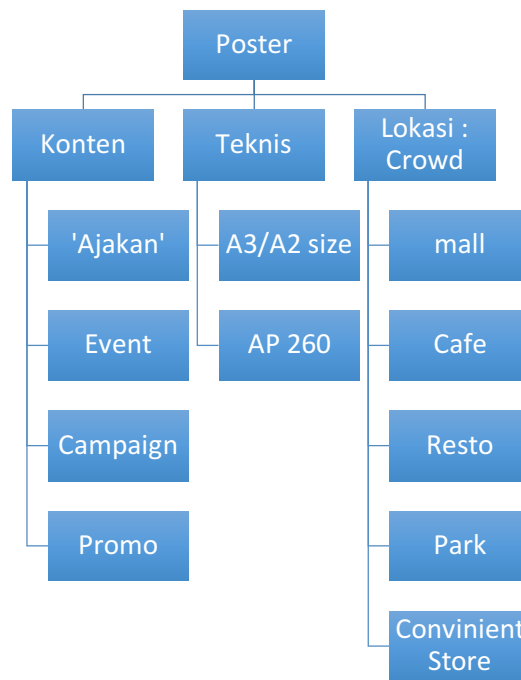 Poster
Konten
'Ajakan'
Event
Campaign
Promo
Teknis
A3/A2 size
AP 260
Lokasi :
Crowd
mall
Cafe
Resto
Park
Convinient
Store